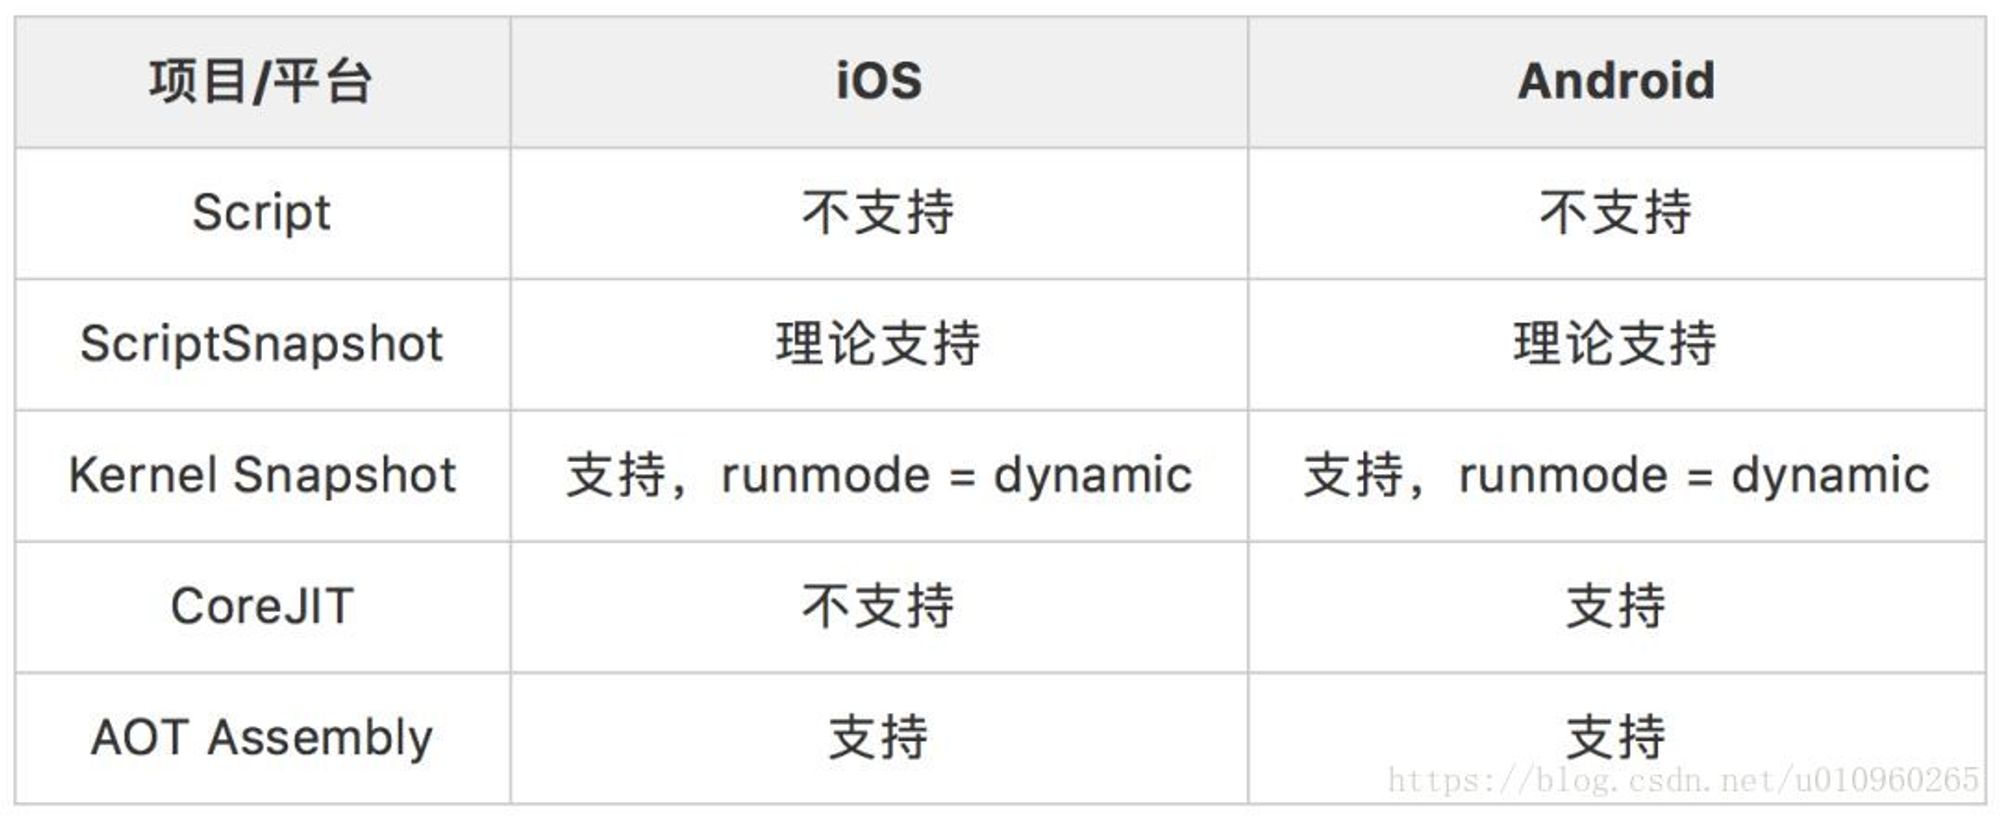 项目/平台 iOS Android
Script 不支持 不支持
ScriptSnapshot 理论支持 理论支持
Kernel Snapshot 支持，runmode = dynamic 支持，runmode = dynamic
CoreJIT 不支持 支持
AOT Assembly 支持 支持
https://blog.csdn.net/u010960265